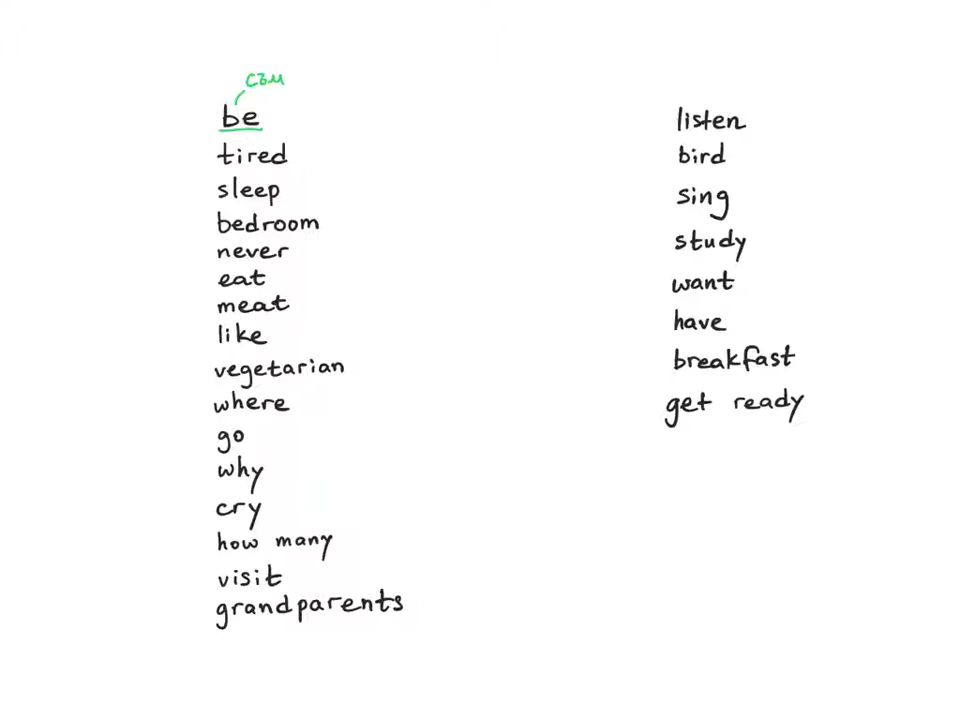 съм
be
tired
sleep
bedroom
never
eat
meat
like
vegetarian
where
go
why
cry
how many
visit
grandparents
listen
bird
sing
study
want
have
breakfast
get ready